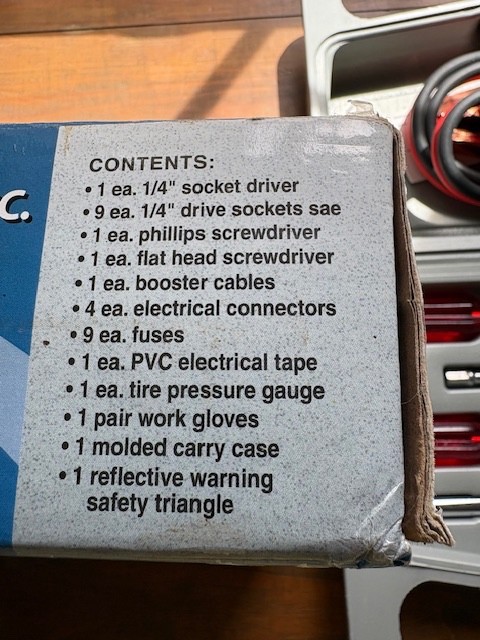 C.
CONTENTS:
• 1 ea. 1/4" socket driver
• 9 ea. 1/4" drive sockets sae
• 1 ea. phillips screwdriver
• 1 ea. flat head screwdriver
• 1 ea. booster cables
• 4 ea. electrical connectors
• 9 ea. fuses
• 1 ea. PVC electrical tape
• 1 ea. tire pressure gauge
• 1 pair work gloves
• 1 molded carry case
• 1 reflective warning
safety triangle